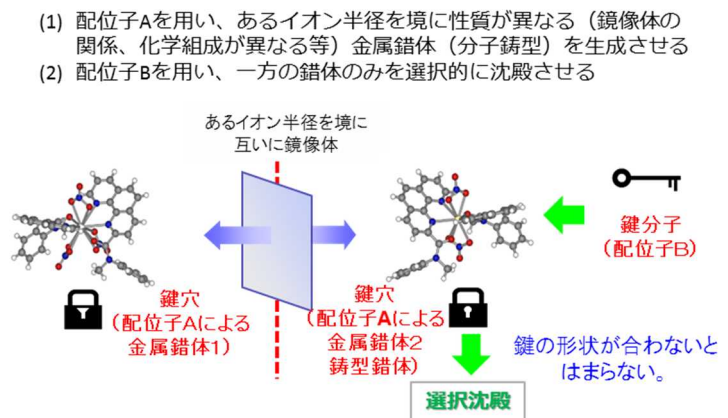 (1) 配位子Aを用い、あるイオン半径を境に性質が異なる（鏡像体の
関係、化学組成が異なる等）金属錯体（分子鋳型）を生成させる
(2) 配位子Bを用い、一方の錯体のみを選択的に沈殿させる
あるイオン半径を境に
互いに鏡像体
鍵分子
（配位子B）
鍵穴
（配位子Aによる
金属錯体1）
鍵穴
（配位子Aによる
金属錯体2
鋳型錯体）
鍵の形状が合わないと
はまらない。
選択沈殿